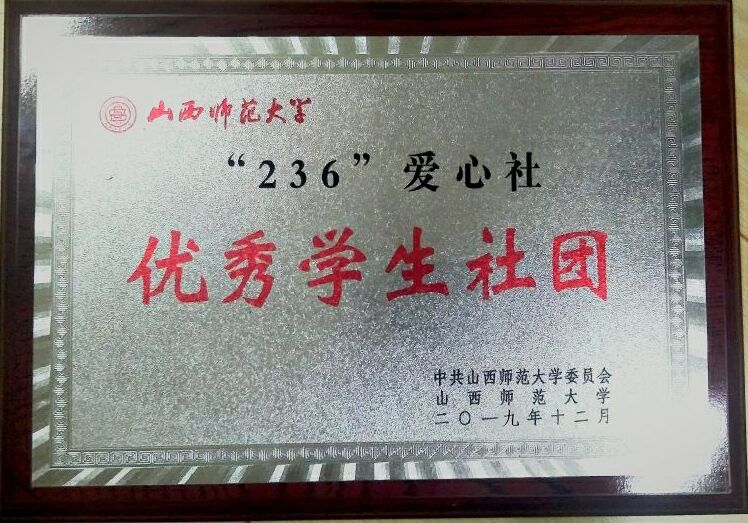 山西师范大学
“236”爱心社
优秀学生社团
中共山西师范大学委员会
山西师范大学
二〇一九年十二月